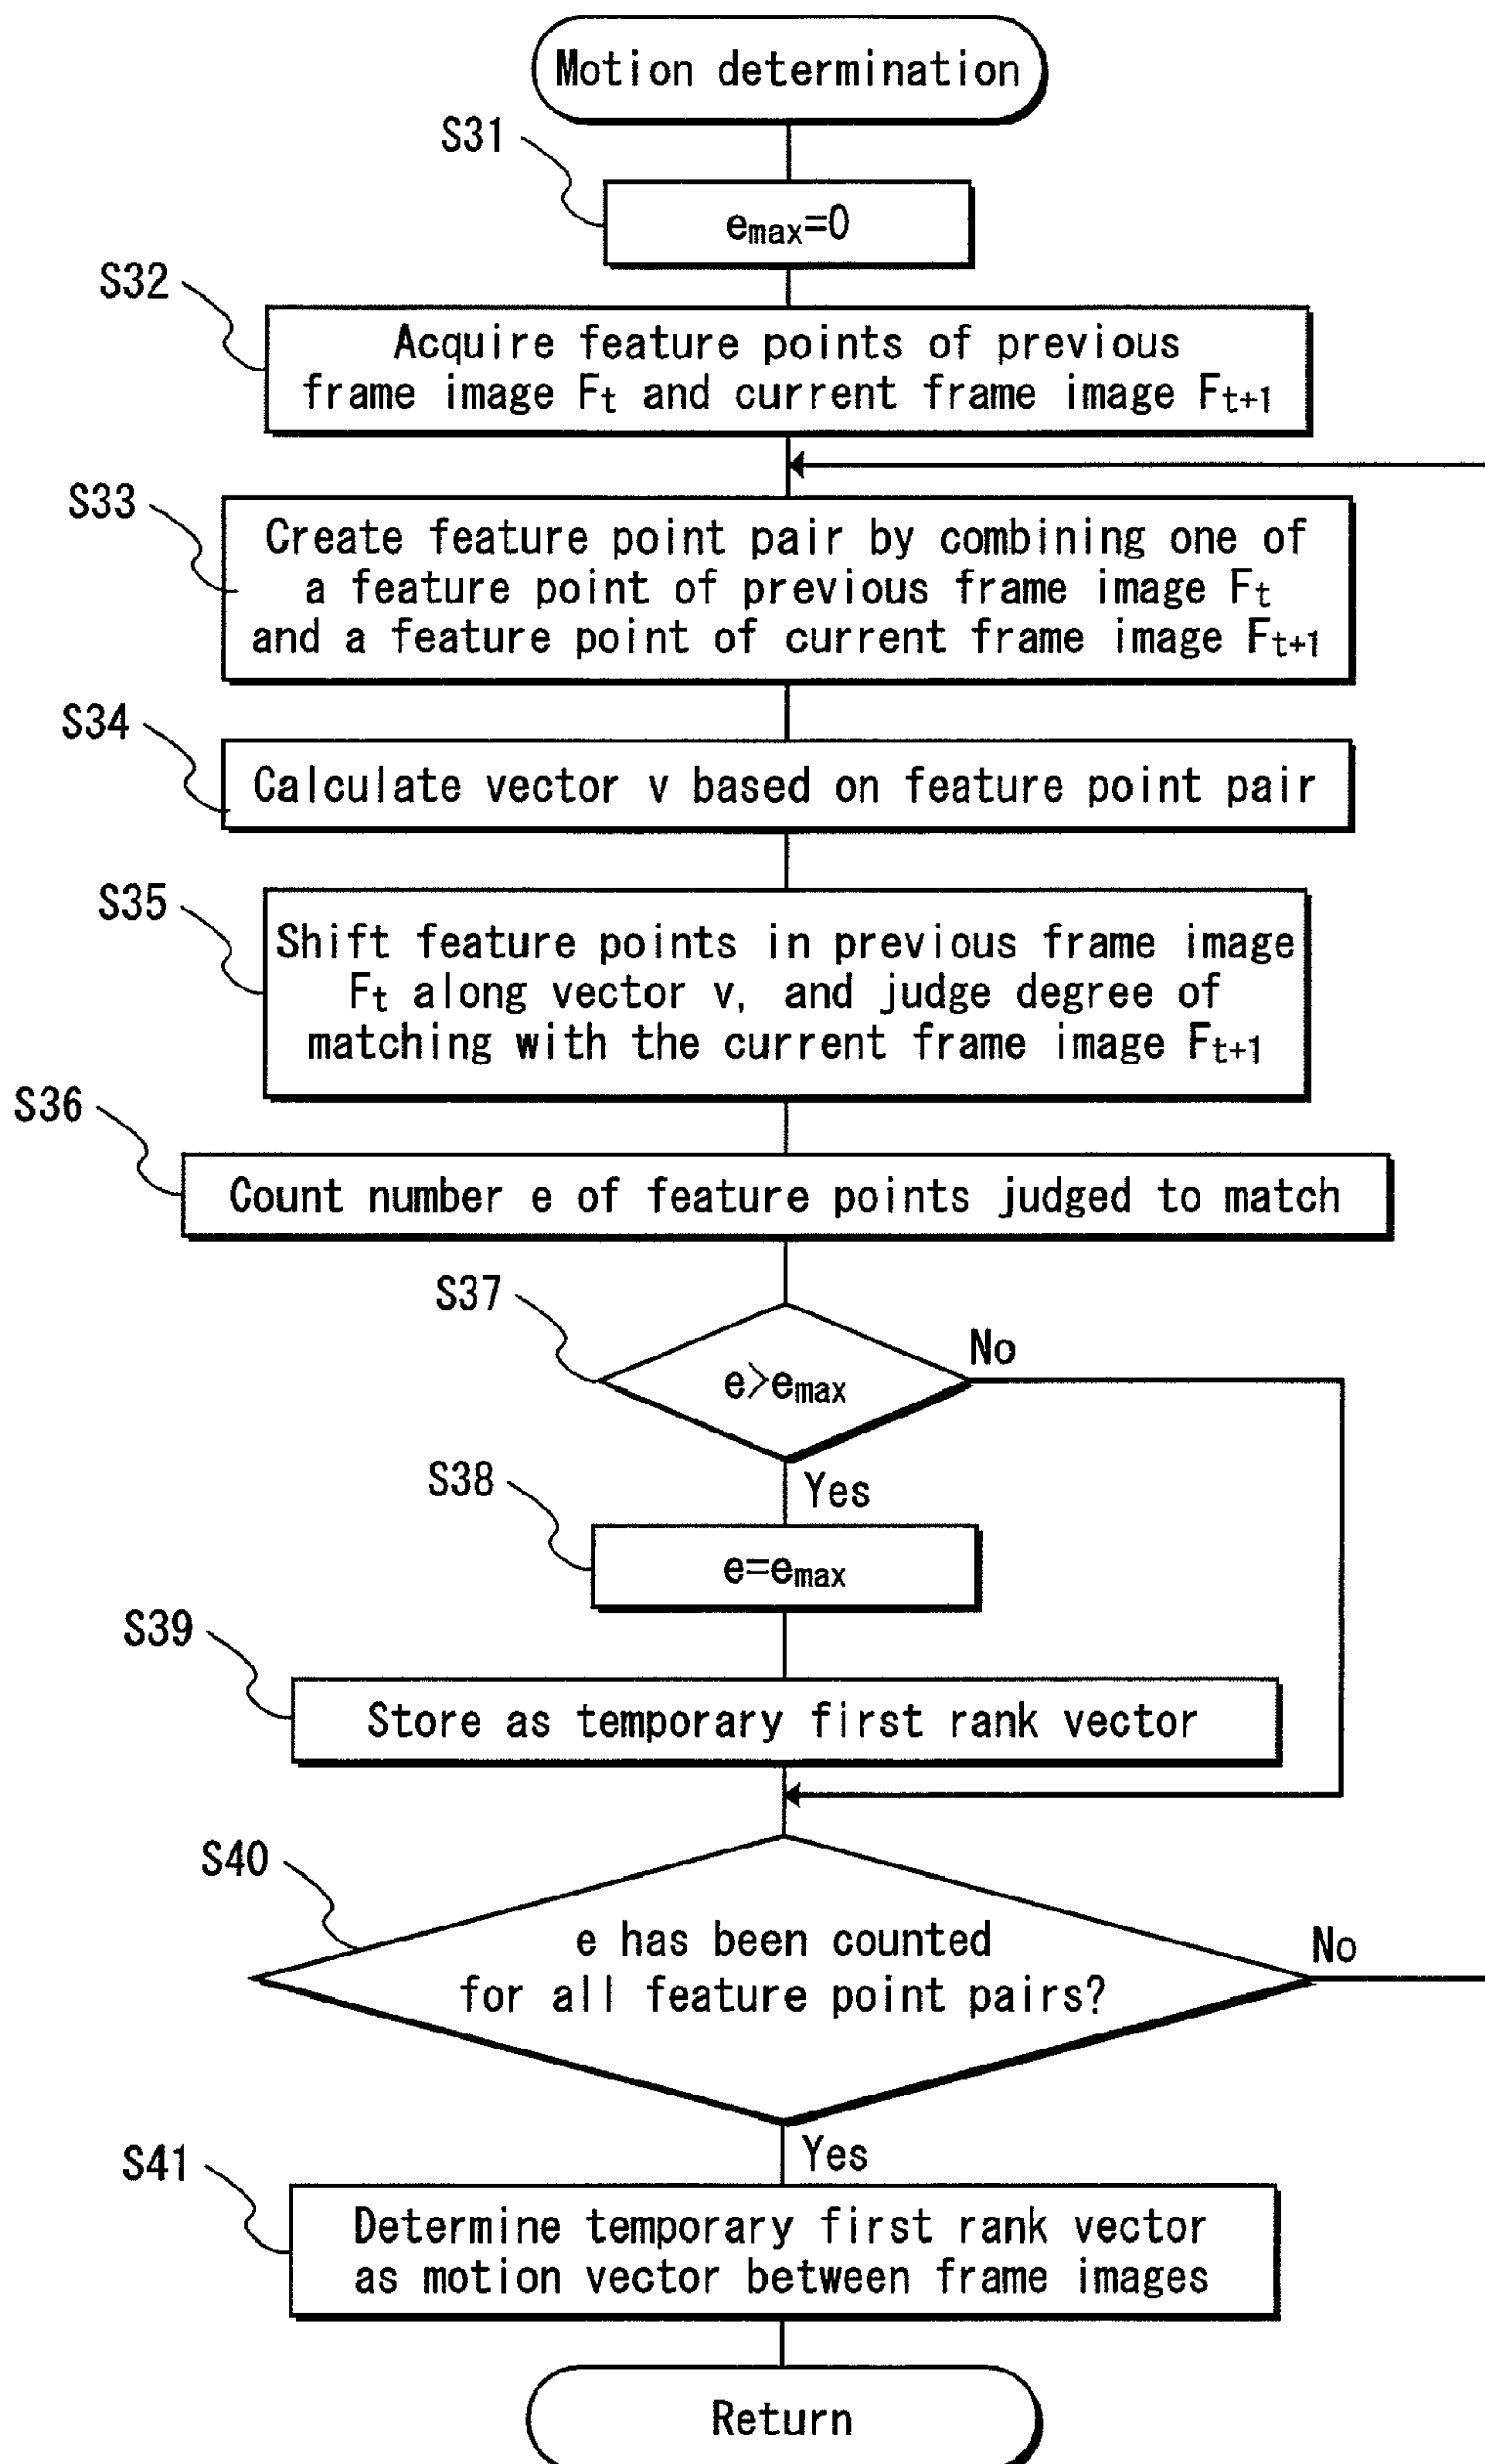 Motion determination
S31
eₘₐₓ=0
S32
Acquire feature points of previous
frame image Fₜ and current frame image Fₜ₊₁
S33
Create feature point pair by combining one of
a feature point of previous frame image Fₜ
and a feature point of current frame image Fₜ₊₁
S34
Calculate vector v based on feature point pair
S35
Shift feature points in previous frame image
Fₜ along vector v, and judge degree of
matching with the current frame image Fₜ₊₁
S36
Count number e of feature points judged to match
S37
e>eₘₐₓ
No
Yes
S38
e=eₘₐₓ
S39
Store as temporary first rank vector
S40
e has been counted
for all feature point pairs?
No
Yes
S41
Determine temporary first rank vector
as motion vector between frame images
Return